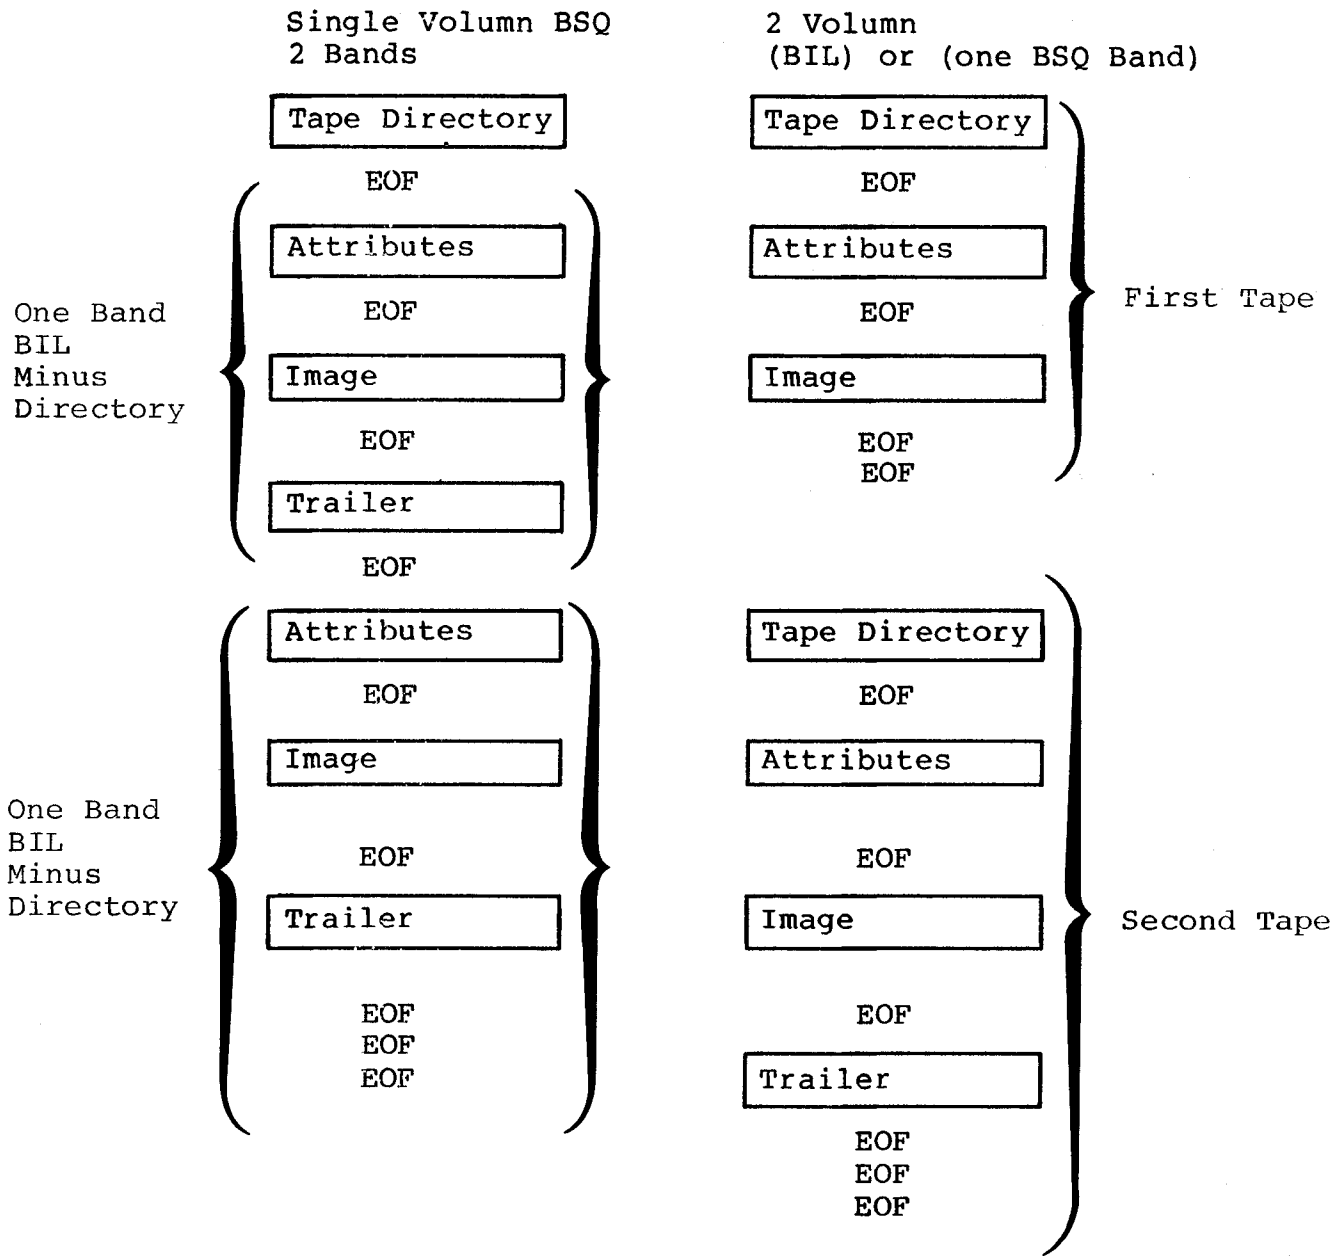 Single Volumn BSQ
2 Bands
Tape Directory
EOF
Attributes
EOF
Image
EOF
Trailer
EOF
One Band
BIL
Minus
Directory
Attributes
EOF
Image
EOF
Trailer
EOF
EOF
EOF
One Band
BIL
Minus
Directory
2 Volumn
(BIL) or (one BSQ Band)
Tape Directory
EOF
Attributes
EOF
Image
EOF
EOF
First Tape
Tape Directory
EOF
Attributes
EOF
Image
EOF
Trailer
EOF
EOF
EOF
Second Tape